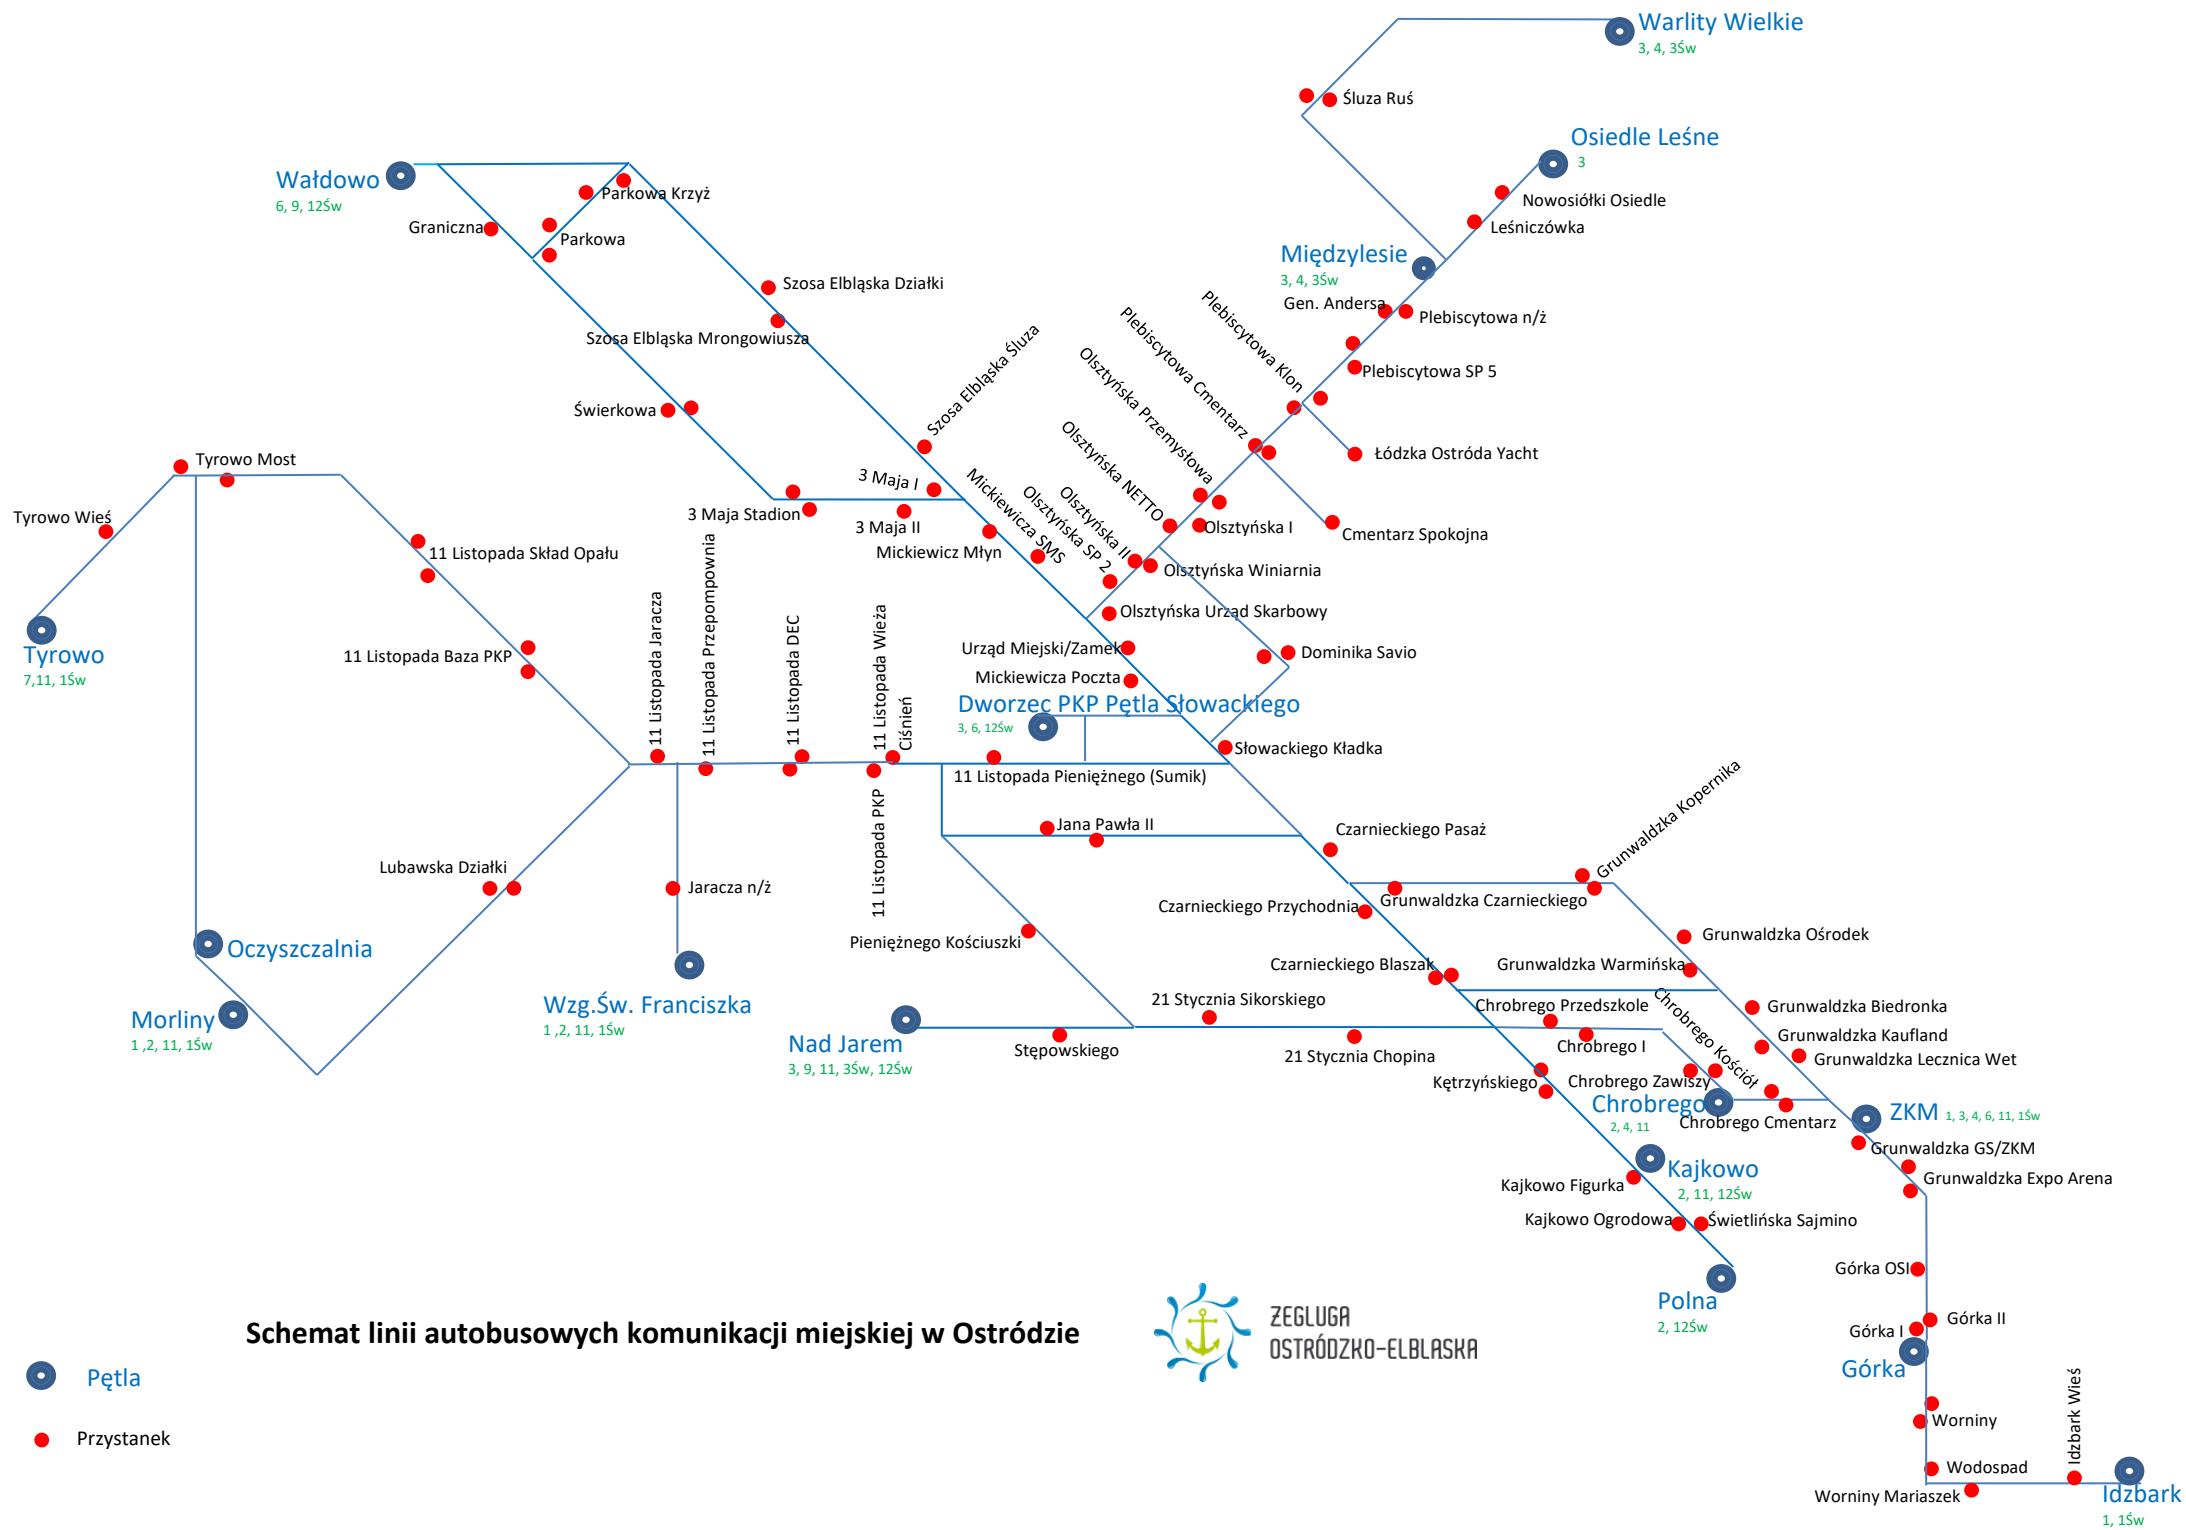 Warlity Wielkie
3, 4, 3Św
Śluza Ruś
Osiedle Leśne
3
Nowosiółki Osiedle
Leśniczówka
Wałdowo
6, 9, 12Św
Parkowa Krzyż
Graniczna
Parkowa
Międzylesie
3, 4, 3Św
Gen. Andersa
Plebiscytowa n/ż
Szosa Elbląska Działki
Szosa Elbląska Mrongowiusza
Szosa Elbląska Śluza
Plebiscytowa Klon
Plebiscytowa SP 5
Plebiscytowa Cmentarz
Olsztyńska Przemysłowa
Olsztyńska NETTO
Świerkowa
Łódzka Ostróda Yacht
Tyrowo Most
3 Maja I
3 Maja Stadion
3 Maja II
Mickiewicz Młyn
Mickiewicza SMS
Olsztyńska SP 2
Olsztyńska II
Olsztyńska I
Cmentarz Spokojna
Tyrowo Wieś
11 Listopada Skład Opału
Olsztyńska Winiarnia
Olsztyńska Urząd Skarbowy
Tyrowo
7,11, 1Św
11 Listopada Baza PKP
11 Listopada Jaracza
11 Listopada Przepompownia
11 Listopada DEC
11 Listopada Wieża
Ciśnień
Urząd Miejski/Zamek
Mickiewicza Poczta
Dominika Savio
Dworzec PKP Pętla Słowackiego
3, 6, 12Św
Słowackiego Kładka
11 Listopada Pieniężnego (Sumik)
11 Listopada PKP
Jana Pawła II
Czarnieckiego Pasaż
Grunwaldzka Kopernika
Lubawska Działki
Jaracza n/ż
Grunwaldzka Czarnieckiego
Czarnieckiego Przychodnia
Pieniężnego Kościuszki
Grunwaldzka Ośrodek
Oczyszczalnia
Czarnieckiego Blaszak
Grunwaldzka Warmińska
Wzg.Św. Franciszka
1 ,2, 11, 1Św
21 Stycznia Sikorskiego
Chrobrego Przedszkole
Chrobrego Kościół
Grunwaldzka Biedronka
Morliny
1 ,2, 11, 1Św
Nad Jarem
3, 9, 11, 3Św, 12Św
Stępowskiego
21 Stycznia Chopina
Chrobrego I
Grunwaldzka Kaufland
Grunwaldzka Lecznica Wet
Kętrzyńskiego
Chrobrego Zawiszy
Chrobrego
2, 4, 11
Chrobrego Cmentarz
ZKM 1, 3, 4, 6, 11, 1Św
Grunwaldzka GS/ZKM
Kajkowo
2, 11, 12Św
Kajkowo Figurka
Grunwaldzka Expo Arena
Kajkowo Ogrodowa
Świetlińska Sajmino
Górka OSI
Polna
2, 12Św
Górka II
Górka I
Górka
Schemat linii autobusowych komunikacji miejskiej w Ostródzie
ŻEGLUGA
OSTRÓDZKO-ELBLĄSKA
Pętla
Przystanek
Worniny
Idzbark Wieś
Wodospad
Worniny Mariaszek
Idzbark
1, 1Św